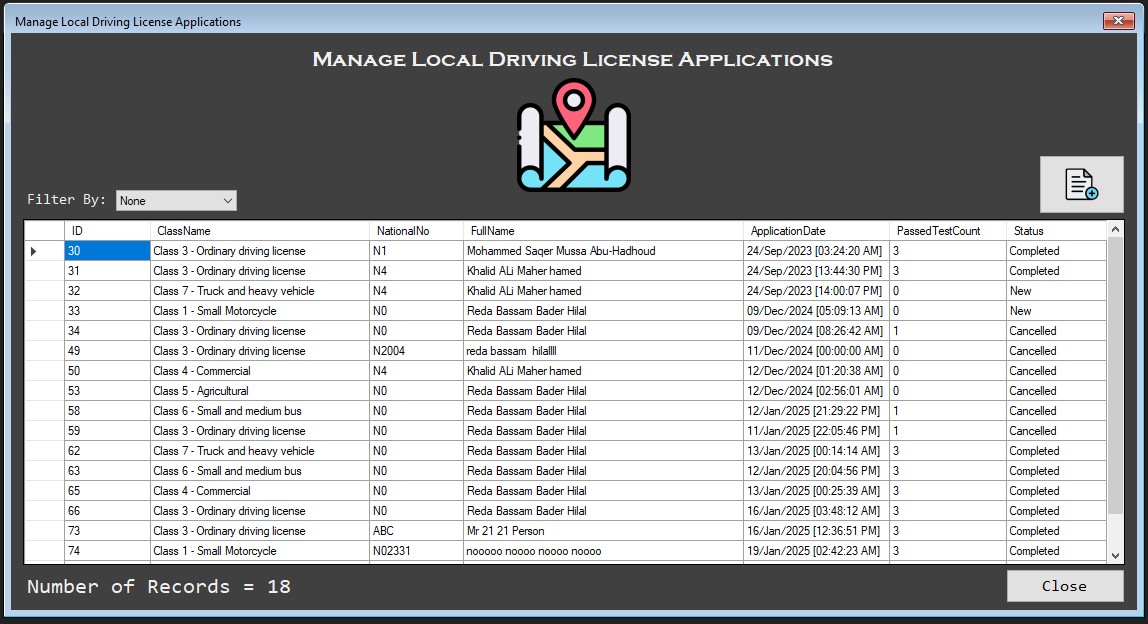 Manage Local Driving License Applications
Manage Local Driving License Applications
Filter By: None
ID ClassName NationalNo FullName ApplicationDate PassedTestCount Status
30 Class 3 - Ordinary driving license N1 Mohammed Saqer Mussa Abu-Hadhoud 24/Sep/2023 [03:24:20 AM] 3 Completed
31 Class 3 - Ordinary driving license N4 Khalid ALi Maher hamed 24/Sep/2023 [13:44:30 PM] 3 Completed
32 Class 7 - Truck and heavy vehicle N4 Khalid ALi Maher hamed 24/Sep/2023 [14:00:07 PM] 0 New
33 Class 1 - Small Motorcycle N0 Reda Bassam Bader Hilal 09/Dec/2024 [05:09:13 AM] 0 New
34 Class 3 - Ordinary driving license N0 Reda Bassam Bader Hilal 09/Dec/2024 [08:26:42 AM] 1 Cancelled
49 Class 3 - Ordinary driving license N2004 reda bassam  hilallll 11/Dec/2024 [00:00:00 AM] 0 Cancelled
50 Class 4 - Commercial N4 Khalid ALi Maher hamed 12/Dec/2024 [01:20:38 AM] 0 Cancelled
53 Class 5 - Agricultural N0 Reda Bassam Bader Hilal 12/Dec/2024 [02:56:01 AM] 0 Cancelled
58 Class 6 - Small and medium bus N0 Reda Bassam Bader Hilal 12/Jan/2025 [21:29:22 PM] 1 Cancelled
59 Class 3 - Ordinary driving license N0 Reda Bassam Bader Hilal 11/Jan/2025 [22:05:46 PM] 1 Cancelled
62 Class 7 - Truck and heavy vehicle N0 Reda Bassam Bader Hilal 13/Jan/2025 [00:14:14 AM] 3 Completed
63 Class 6 - Small and medium bus N0 Reda Bassam Bader Hilal 12/Jan/2025 [20:04:56 PM] 3 Completed
65 Class 4 - Commercial N0 Reda Bassam Bader Hilal 13/Jan/2025 [00:25:39 AM] 3 Completed
66 Class 3 - Ordinary driving license N0 Reda Bassam Bader Hilal 16/Jan/2025 [03:48:12 AM] 3 Completed
73 Class 3 - Ordinary driving license ABC Mr 21 21 Person 16/Jan/2025 [12:36:51 PM] 3 Completed
74 Class 1 - Small Motorcycle N02331 nooooo noooo noooo noooo 19/Jan/2025 [02:42:23 AM] 3 Completed
Number of Records = 18
Close